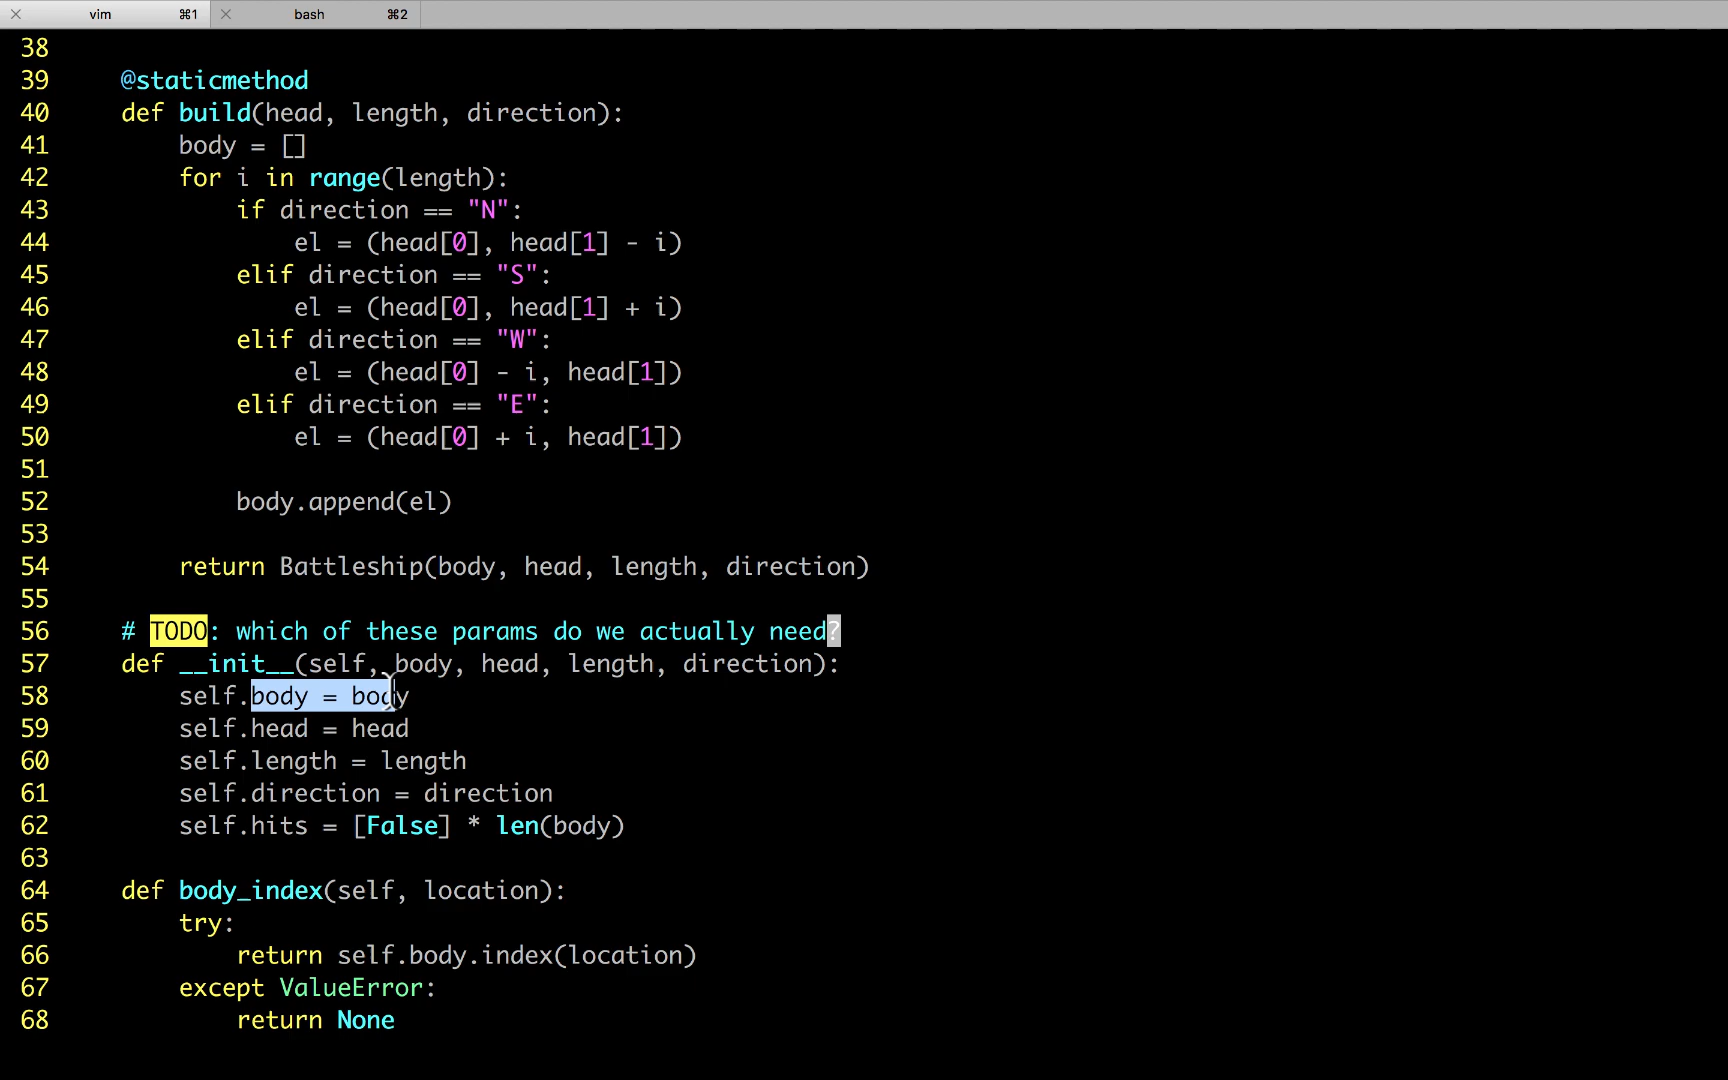 vim ⌘1 bash ⌘2
38
39 @staticmethod
40 def build(head, length, direction):
41 body = []
42 for i in range(length):
43 if direction == "N":
44 el = (head[0], head[1] - i)
45 elif direction == "S":
46 el = (head[0], head[1] + i)
47 elif direction == "W":
48 el = (head[0] - i, head[1])
49 elif direction == "E":
50 el = (head[0] + i, head[1])
51
52 body.append(el)
53
54 return Battleship(body, head, length, direction)
55
56 # TODO: which of these params do we actually need?
57 def __init__(self, body, head, length, direction):
58 self.body = body
59 self.head = head
60 self.length = length
61 self.direction = direction
62 self.hits = [False] * len(body)
63
64 def body_index(self, location):
65 try:
66 return self.body.index(location)
67 except ValueError:
68 return None